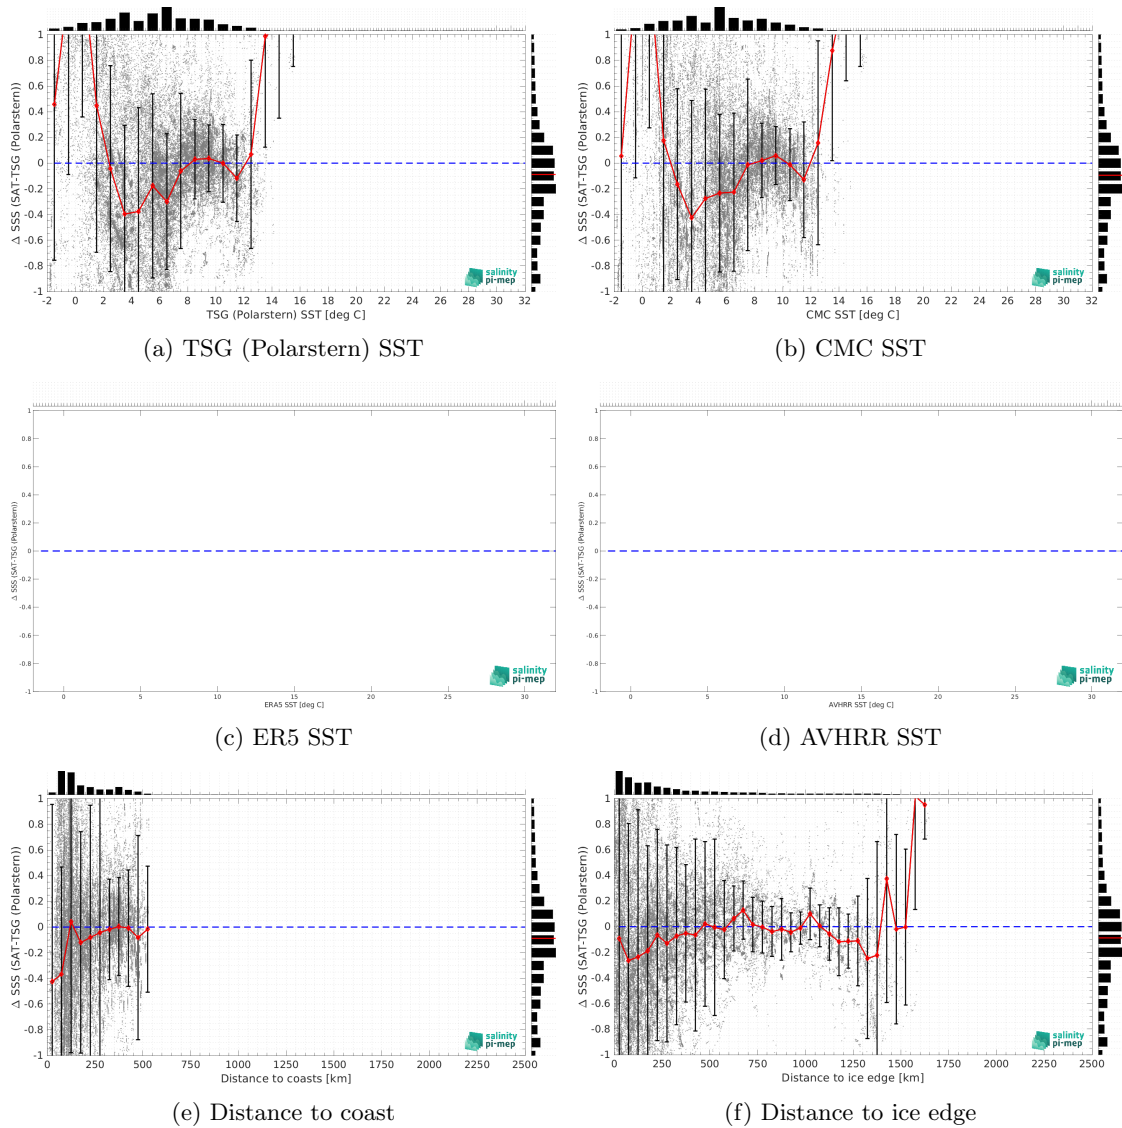 1
0.8
0.6
0.4
0.2
0
-0.2
-0.4
-0.6
-0.8
-1
Δ SSS (SAT-TSG (Polarstern))
-2 0 2 4 6 8 10 12 14 16 18 20 22 24 26 28 30 32
TSG (Polarstern) SST [deg C]
salinity
pi-mep
(a) TSG (Polarstern) SST
1
0.8
0.6
0.4
0.2
0
-0.2
-0.4
-0.6
-0.8
-1
Δ SSS (SAT-TSG (Polarstern))
-2 0 2 4 6 8 10 12 14 16 18 20 22 24 26 28 30 32
CMC SST [deg C]
salinity
pi-mep
(b) CMC SST
1
0.8
0.6
0.4
0.2
0
-0.2
-0.4
-0.6
-0.8
-1
Δ SSS (SAT-TSG (Polarstern))
0 5 10 15 20 25 30
ERA5 SST [deg C]
salinity
pi-mep
(c) ER5 SST
1
0.8
0.6
0.4
0.2
0
-0.2
-0.4
-0.6
-0.8
-1
Δ SSS (SAT-TSG (Polarstern))
0 5 10 15 20 25 30
AVHRR SST [deg C]
salinity
pi-mep
(d) AVHRR SST
1
0.8
0.6
0.4
0.2
0
-0.2
-0.4
-0.6
-0.8
-1
Δ SSS (SAT-TSG (Polarstern))
0 250 500 750 1000 1250 1500 1750 2000 2250 2500
Distance to coasts [km]
salinity
pi-mep
(e) Distance to coast
1
0.8
0.6
0.4
0.2
0
-0.2
-0.4
-0.6
-0.8
-1
Δ SSS (SAT-TSG (Polarstern))
0 250 500 750 1000 1250 1500 1750 2000 2250 2500
Distance to ice edge [km]
salinity
pi-mep
(f) Distance to ice edge